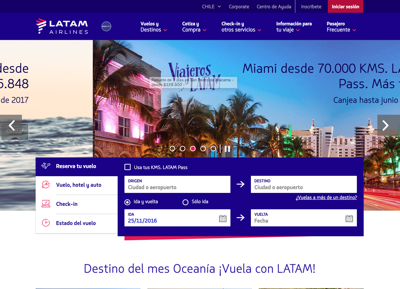 CHILE Corporate Centro de Ayuda Inscríbete Iniciar sesión
LATAM
AIRLINES
Vuelos y
Destinos
Cotiza y
Compra
Check-in y
otros servicios
Información para
tu viaje
Pasajero
Frecuente
desde
5.848
de 2017
Viajeros
LATAM
Miami desde 70.000 KMS. L
Pass. Más t
Canjea hasta junio
Reserva tu vuelo
Vuelo, hotel y auto
Check-in
Estado del vuelo
Usa tus KMS. LATAM Pass
ORIGEN
Ciudad o aeropuerto
DESTINO
Ciudad o aeropuerto
Ida y vuelta
Sólo ida
¿Vuelas a más de un destino?
IDA
25/11/2016
VUELTA
Fecha
Destino del mes Oceanía ¡Vuela con LATAM!